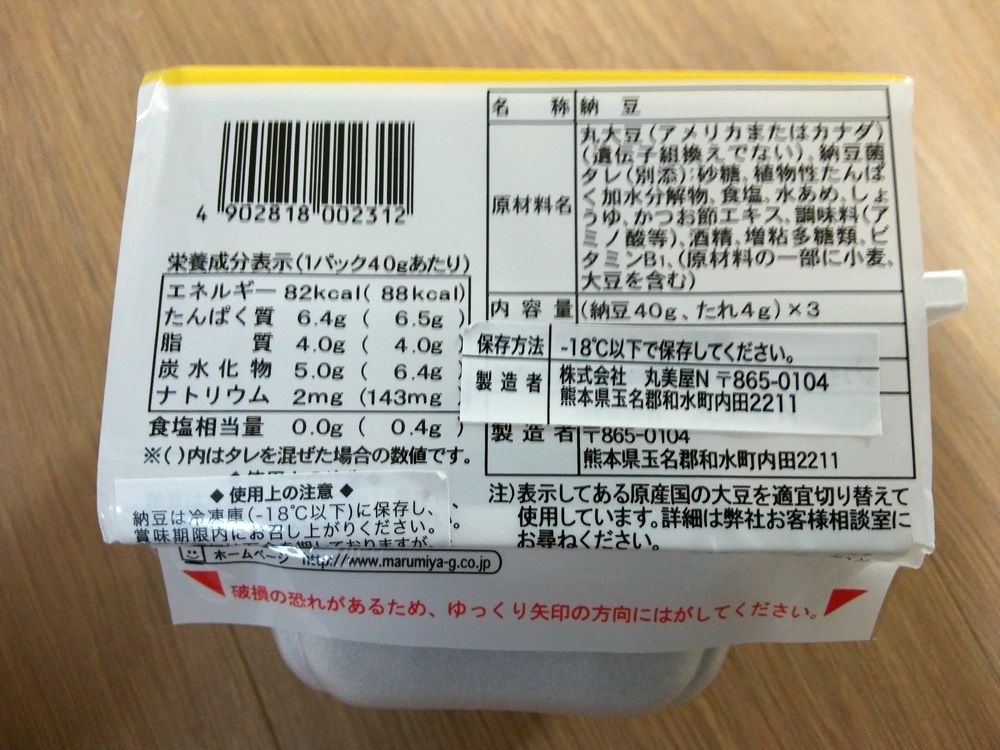 4 902818 002312
栄養成分表示(1パック40gあたり)
エネルギー 82kcal( 88kcal)
たんぱく質 6.4g ( 6.5g )
脂 質 4.0g ( 4.0g )
炭水化物 5.0g ( 6.4g
ナトリウム 2mg (143mg
食塩相当量 0.0g ( 0.4g )
※( )内はタレを混ぜた場合の数値です。
◆ 使用上の注意 ◆
納豆は冷凍庫(-18℃以下)に保存し、
賞味期限内にお召し上がりください。
ホームページ http://www.marumiya-g.co.jp
名 称 納 豆
原材料名
丸大豆(アメリカまたはカナダ)
(遺伝子組換えでない)、納豆菌
タレ(別添):砂糖、植物性たんぱ
く加水分解物、食塩、水あめ、しょ
うゆ、かつお節エキス、調味料(ア
ミノ酸等)、酒精、増粘多糖類、ビ
タミンB1、(原材料の一部に小麦、
大豆を含む)
内 容 量 (納豆40g、たれ4g)×3
保存方法 -18℃以下で保存してください。
製造者 株式会社 丸美屋N 〒865-0104
熊本県玉名郡和水町内田2211
製造者 〒865-0104
熊本県玉名郡和水町内田2211
注)表示してある原産国の大豆を適宜切り替えて
使用しています。詳細は弊社お客様相談室に
お尋ねください。
破損の恐れがあるため、ゆっくり矢印の方向にはがしてください。